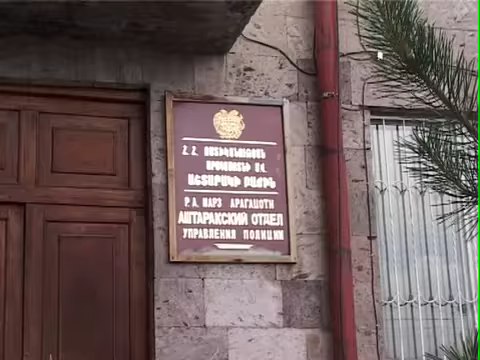 Հ.Հ. ՈՍՏԻԿԱՆՈՒԹՅԱՆ
ԱՇՏԱՐԱԿԻ ԲԱԺԻՆ
Р.А. МАРЗ АРАГАЦОТН
АШТАРАКСКИЙ ОТДЕЛ
УПРАВЛЕНИЯ ПОЛИЦИИ